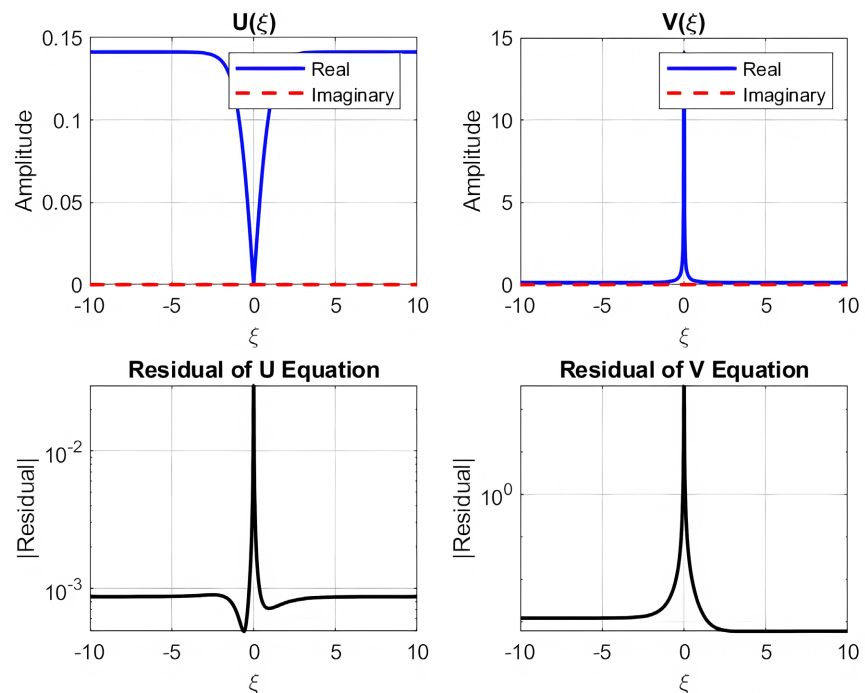 U(ξ)
0.15
0.1
0.05
0
Amplitude
Real
Imaginary
-10 -5 0 5 10
ξ
V(ξ)
15
10
5
0
Amplitude
Real
Imaginary
-10 -5 0 5 10
ξ
Residual of U Equation
10⁻²
10⁻³
|Residual|
-10 -5 0 5 10
ξ
Residual of V Equation
10⁰
|Residual|
-10 -5 0 5 10
ξ